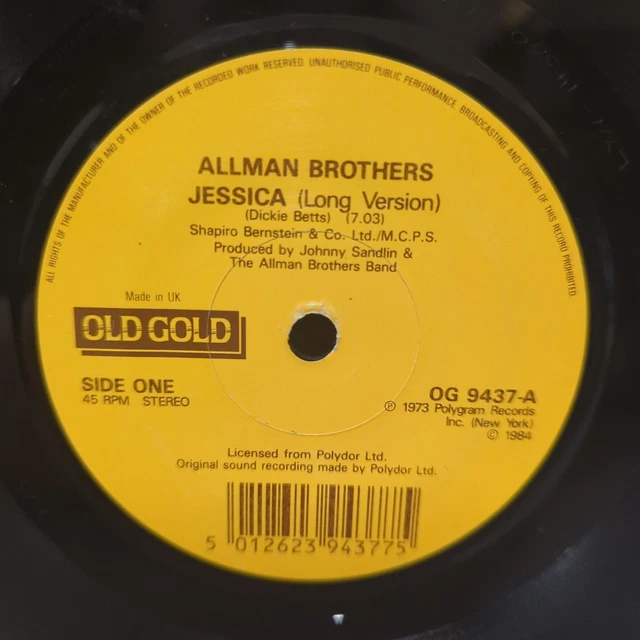 ALL RIGHTS OF THE MANUFACTURER AND OF THE OWNER OF THE RECORDED WORK RESERVED. UNAUTHORISED PUBLIC PERFORMANCE, BROADCASTING AND COPYING OF THIS RECORD PROHIBITED.
ALLMAN BROTHERS
JESSICA (Long Version)
(Dickie Betts) (7.03)
Shapiro Bernstein & Co. Ltd./M.C.P.S.
Produced by Johnny Sandlin &
The Allman Brothers Band
Made in UK
OLD GOLD
SIDE ONE
45 RPM STEREO
OG 9437-A
℗ 1973 Polygram Records
Inc. (New York)
© 1984
Licensed from Polydor Ltd.
Original sound recording made by Polydor Ltd.
5 012623 943775